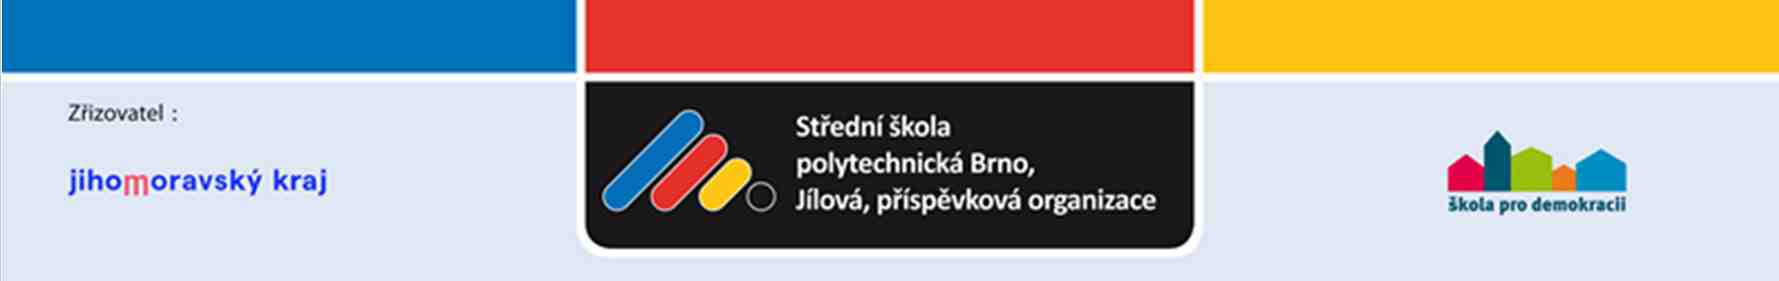 Zřizovatel :
jihomoravský kraj
Střední škola
polytechnická Brno,
Jílová, příspěvková organizace
škola pro demokracii